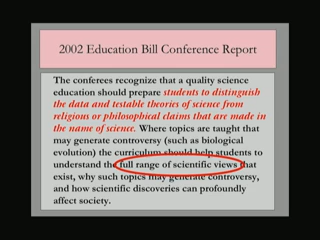 2002 Education Bill Conference Report
The conferees recognize that a quality science
education should prepare students to distinguish
the data and testable theories of science from
religious or philosophical claims that are made in
the name of science. Where topics are taught that
may generate controversy (such as biological
evolution) the curriculum should help students to
understand the full range of scientific views that
exist, why such topics may generate controversy,
and how scientific discoveries can profoundly
affect society.